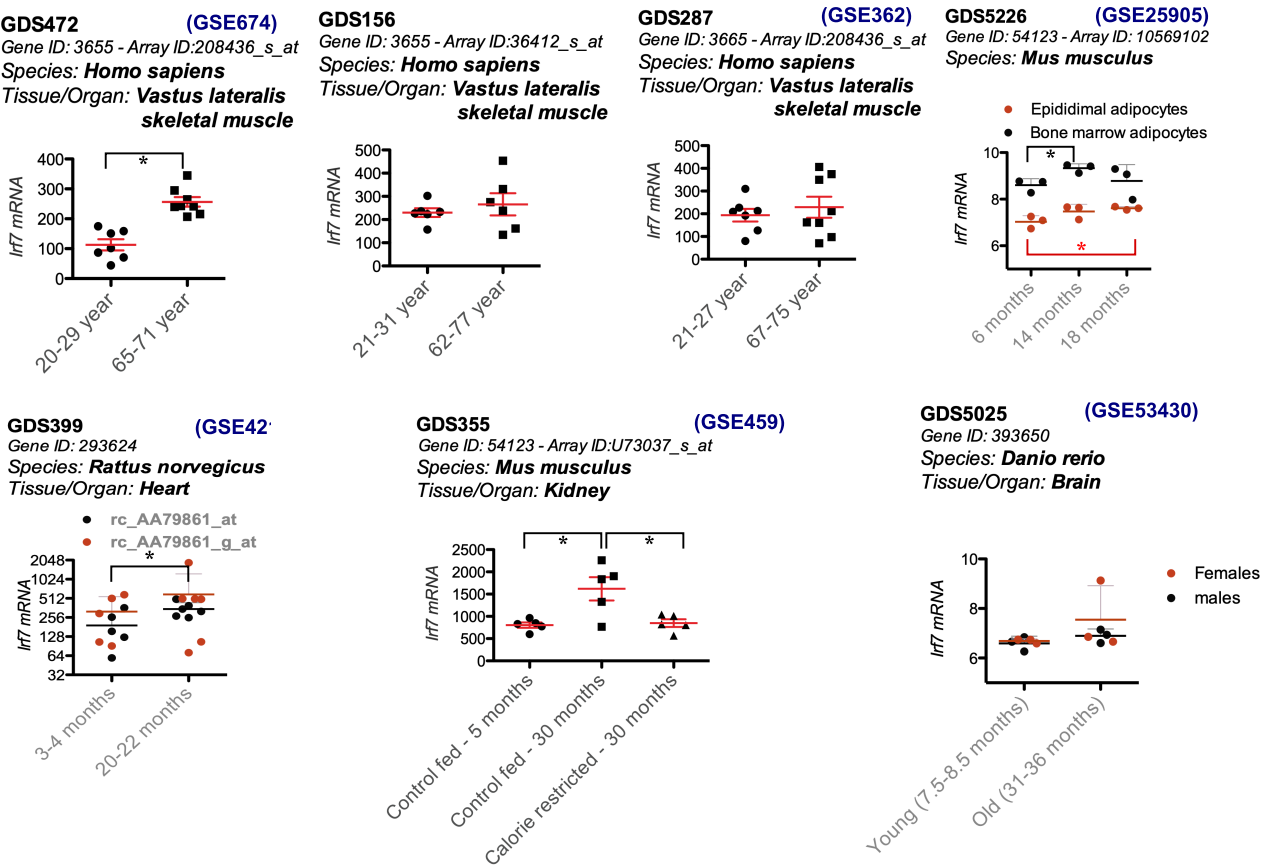 GDS472 (GSE674)
Gene ID: 3655 - Array ID:208436_s_at
Species: Homo sapiens
Tissue/Organ: Vastus lateralis
skeletal muscle
*
400
300
200
100
0
Irf7 mRNA
20-29 year
65-71 year
GDS156
Gene ID: 3655 - Array ID:36412_s_at
Species: Homo sapiens
Tissue/Organ: Vastus lateralis
skeletal muscle
500
400
300
200
100
0
Irf7 mRNA
21-31 year
62-77 year
GDS287 (GSE362)
Gene ID: 3665 - Array ID:208436_s_at
Species: Homo sapiens
Tissue/Organ: Vastus lateralis
skeletal muscle
500
400
300
200
100
0
Irf7 mRNA
21-27 year
67-75 year
GDS5226 (GSE25905)
Gene ID: 54123 - Array ID: 10569102
Species: Mus musculus
Epididimal adipocytes
Bone marrow adipocytes
*
10
8
6
Irf7 mRNA
*
6 months
14 months
18 months
GDS399 (GSE42
Gene ID: 293624
Species: Rattus norvegicus
Tissue/Organ: Heart
rc_AA79861_at
rc_AA79861_g_at
*
2048
1024
512
256
128
64
32
Irf7 mRNA
3-4 months
20-22 months
GDS355 (GSE459)
Gene ID: 54123 - Array ID:U73037_s_at
Species: Mus musculus
Tissue/Organ: Kidney
* *
2500
2000
1500
1000
500
0
Irf7 mRNA
Control fed - 5 months
Control fed - 30 months
Calorie restricted - 30 months
GDS5025 (GSE53430)
Gene ID: 393650
Species: Danio rerio
Tissue/Organ: Brain
10
8
6
Irf7 mRNA
Females
males
Young (7.5-8.5 months)
Old (31-36 months)